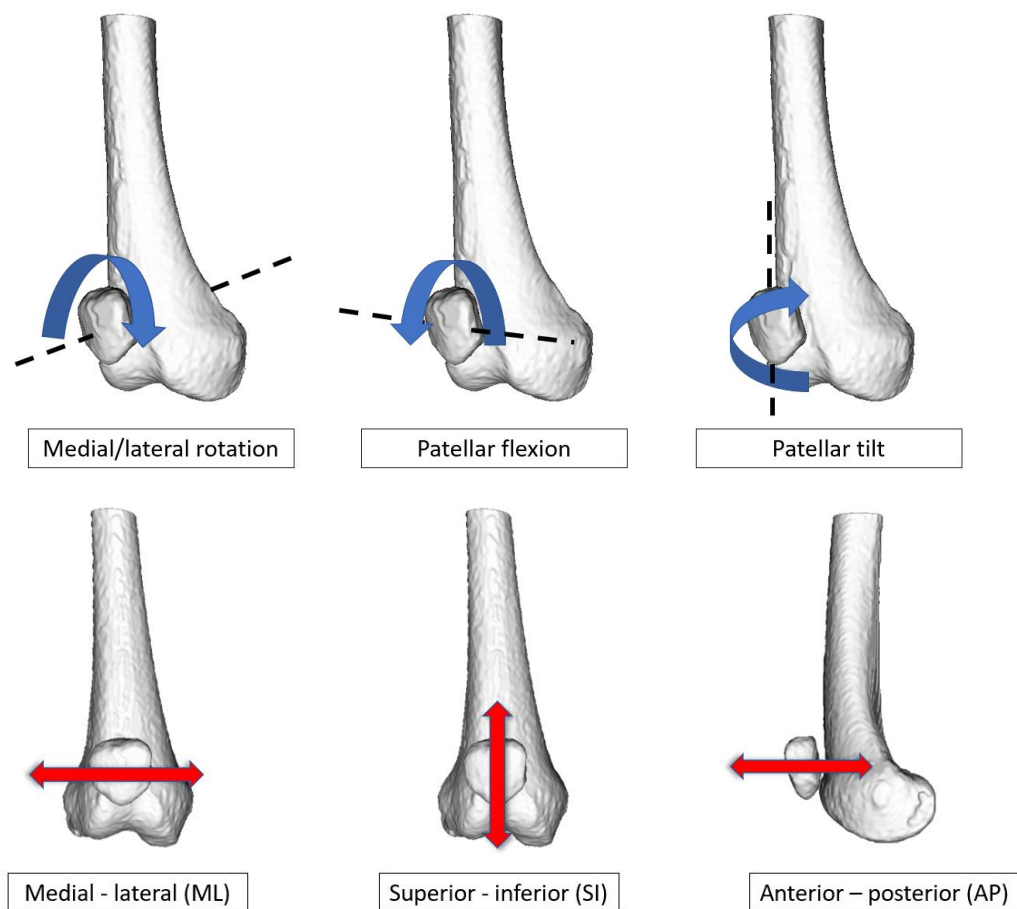 Medial/lateral rotation
Patellar flexion
Patellar tilt
Medial - lateral (ML)
Superior - inferior (SI)
Anterior – posterior (AP)